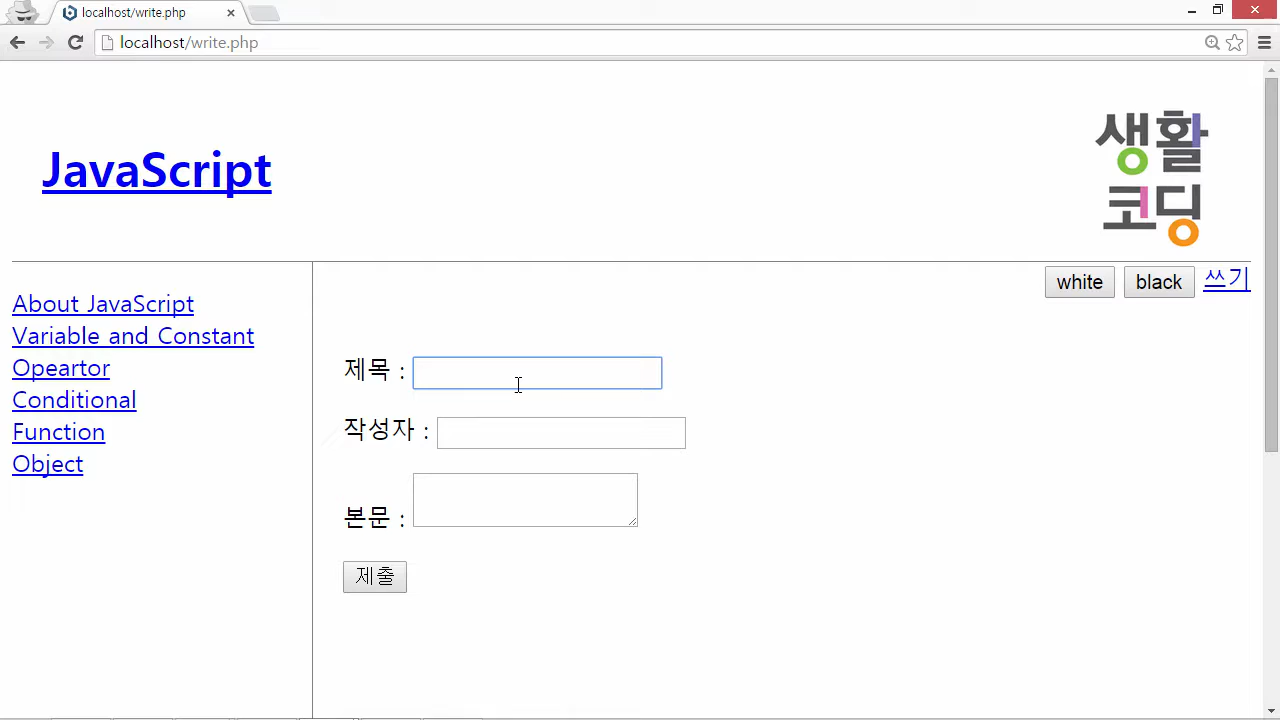 localhost/write.php
localhost/write.php
JavaScript
생활
코딩
white black 쓰기
About JavaScript
Variable and Constant
Opeartor
Conditional
Function
Object
제목 :
작성자 :
본문 :
제출